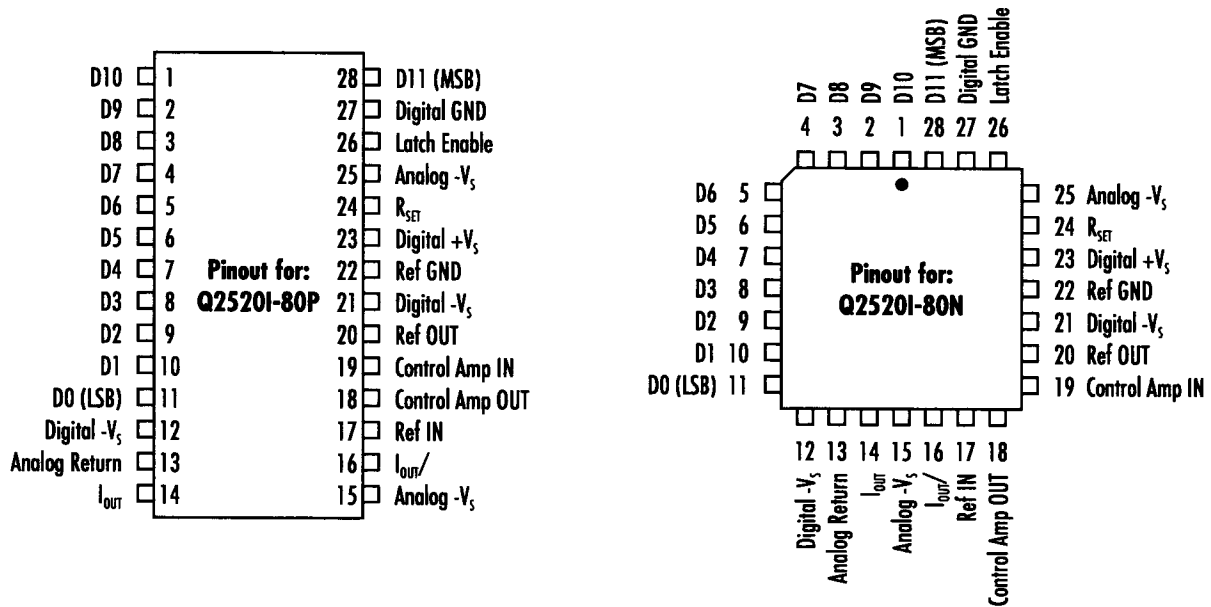 D10 1 28 D11 (MSB)
D9 2 27 Digital GND
D8 3 26 Latch Enable
D7 4 25 Analog -Vs
D6 5 24 RSET
D5 6 23 Digital +Vs
D4 7 22 Ref GND
D3 8 21 Digital -Vs
D2 9 20 Ref OUT
D1 10 19 Control Amp IN
D0 (LSB) 11 18 Control Amp OUT
Digital -Vs 12 17 Ref IN
Analog Return 13 16 IOUT/
IOUT 14 15 Analog -Vs
Pinout for:
Q2520I-80P
D7 D8 D9 D10 D11 (MSB) Digital GND Latch Enable
4 3 2 1 28 27 26
D6 5 25 Analog -Vs
D5 6 24 RSET
D4 7 23 Digital +Vs
D3 8 22 Ref GND
D2 9 21 Digital -Vs
D1 10 20 Ref OUT
D0 (LSB) 11 19 Control Amp IN
Pinout for:
Q2520I-80N
12 13 14 15 16 17 18
Digital -Vs Analog Return IOUT Analog -Vs IOUT/ Ref IN Control Amp OUT